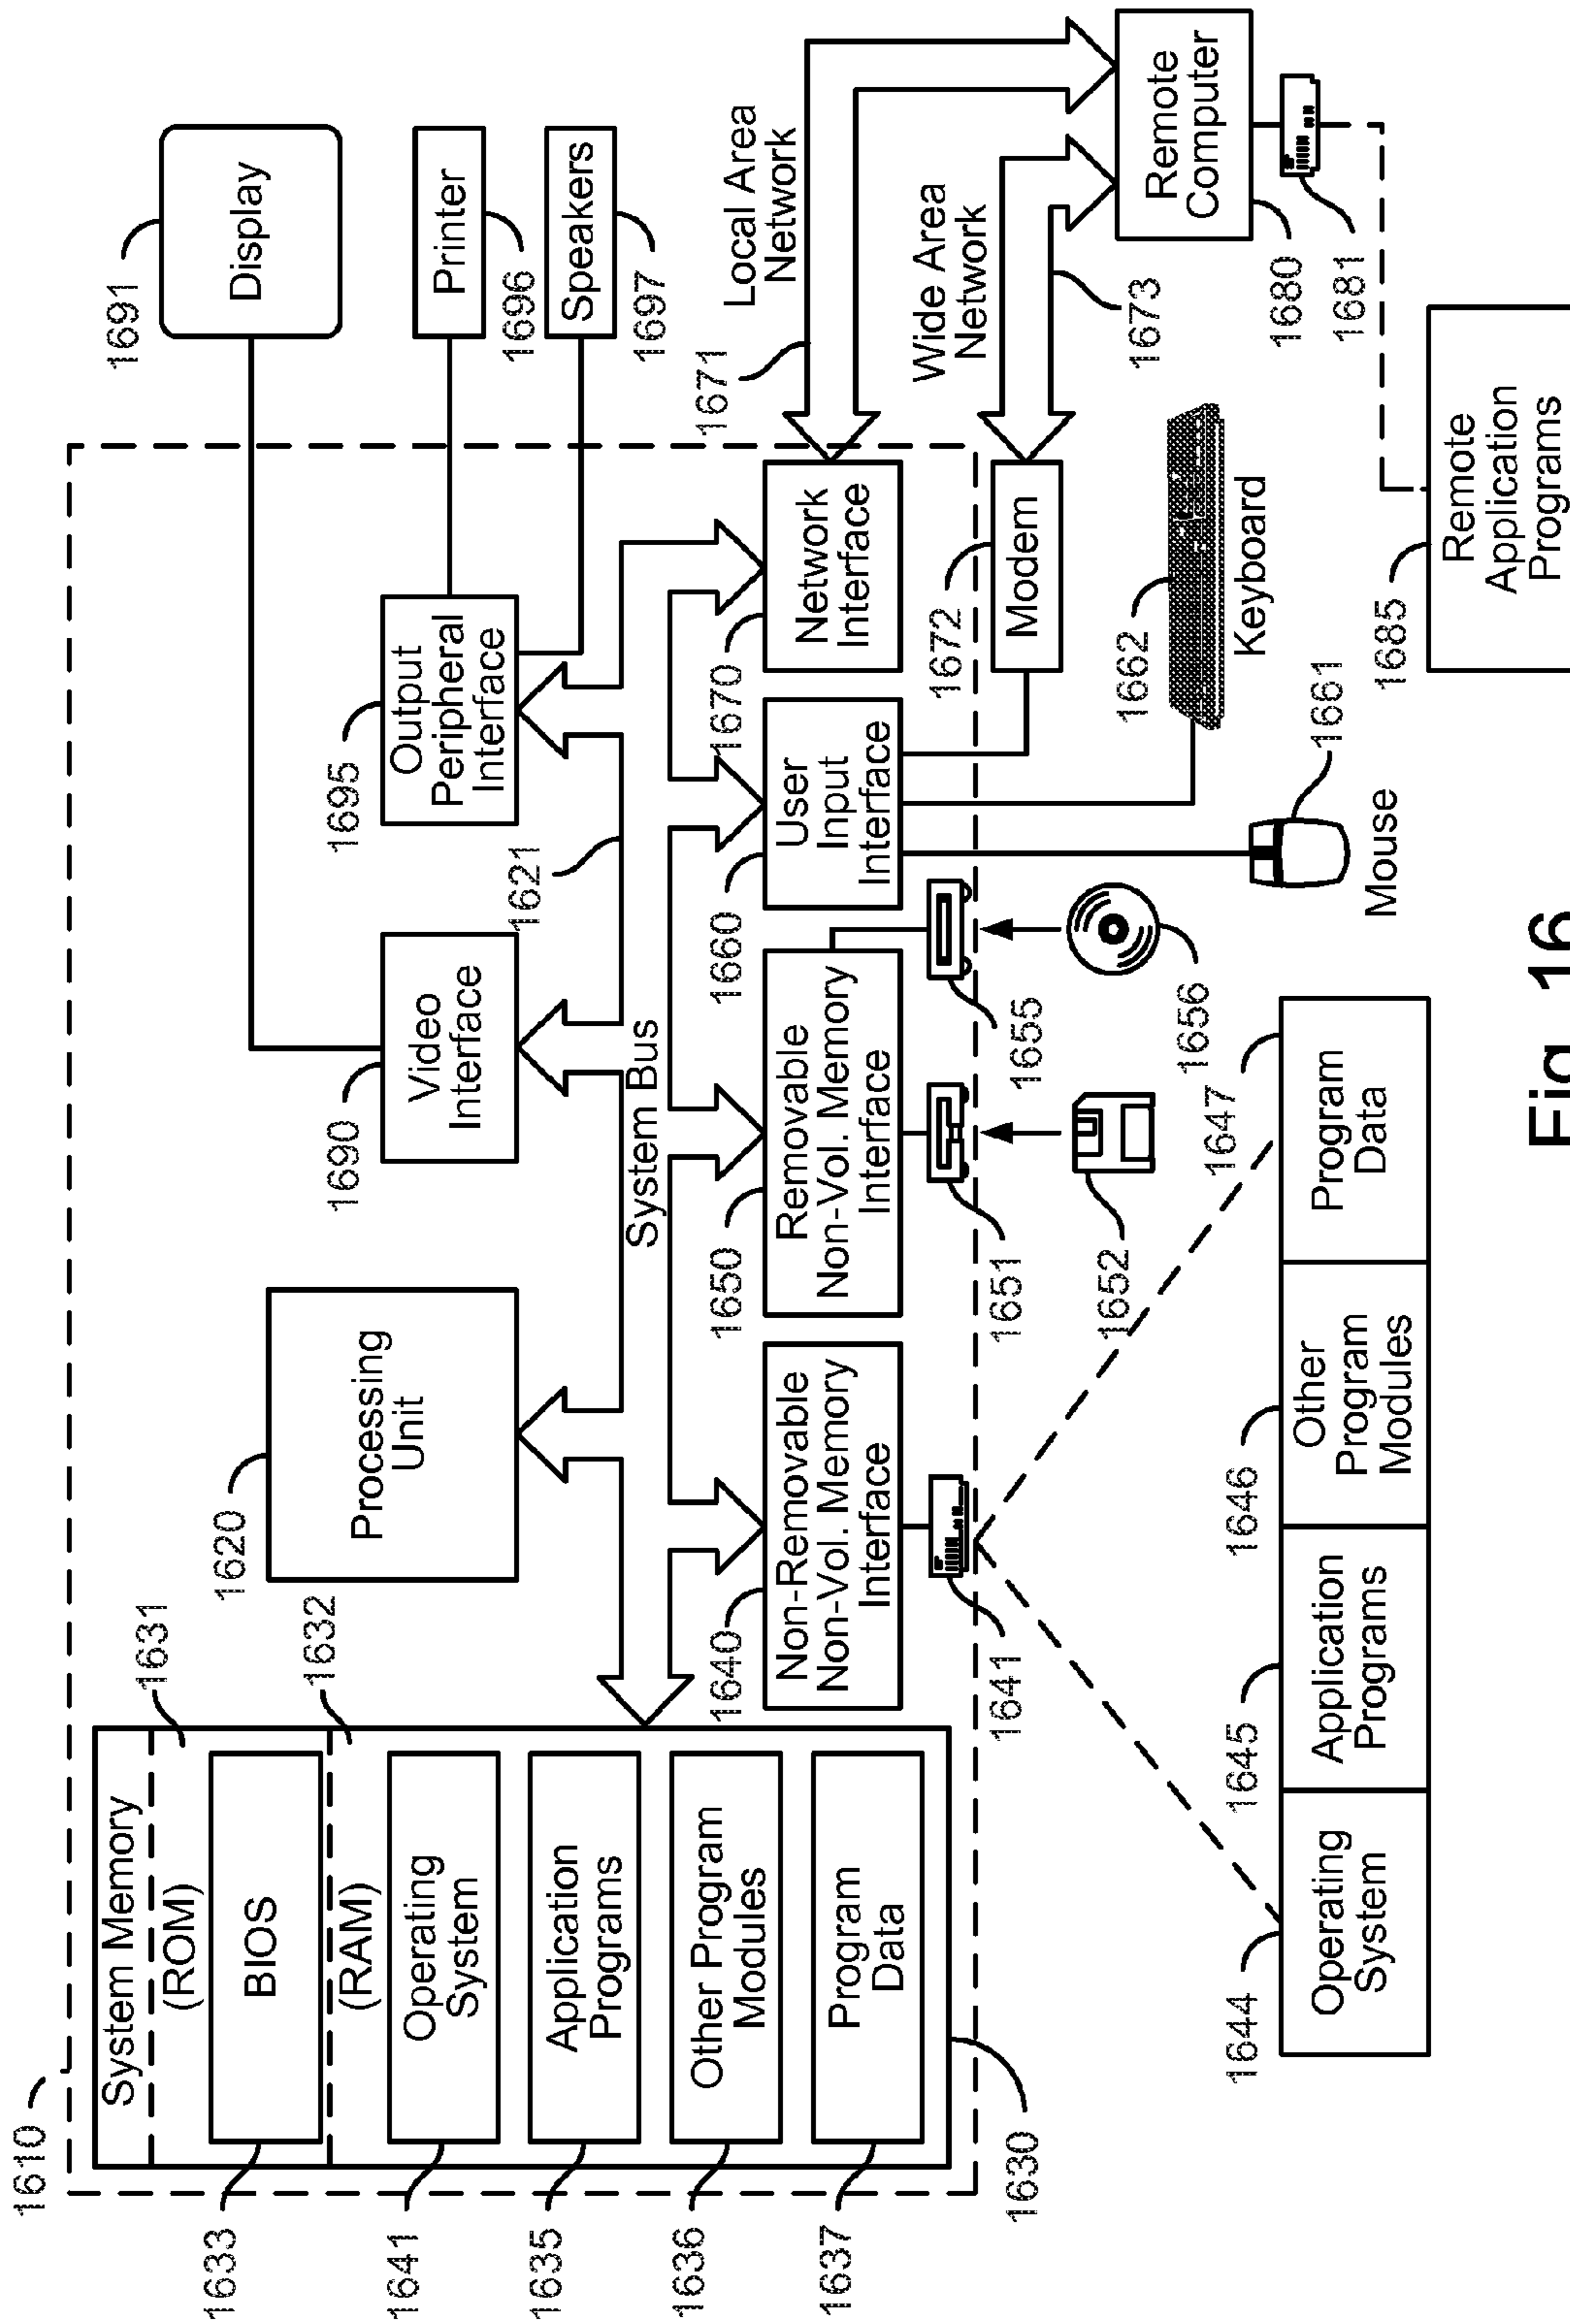 1610
System Memory
(ROM)
1631
1633
BIOS
(RAM)
1632
1641
Operating
System
1635
Application
Programs
1636
Other Program
Modules
1637
Program
Data
1630
1620
Processing
Unit
1690
Video
Interface
1695
Output
Peripheral
Interface
1691
Display
Printer
1696
Speakers
1697
System Bus
1621
1640
Non-Removable
Non-Vol. Memory
Interface
1650
Removable
Non-Vol. Memory
Interface
1660
User
Input
Interface
1670
Network
Interface
1671
Local Area
Network
Wide Area
Network
1673
1672
Modem
1641
1651
1655
1652
1656
1662
Keyboard
1661
Mouse
Remote
Computer
1680
1681
1685
Remote
Application
Programs
1644
Operating
System
1645
Application
Programs
1646
Other
Program
Modules
1647
Program
Data
Fig. 16